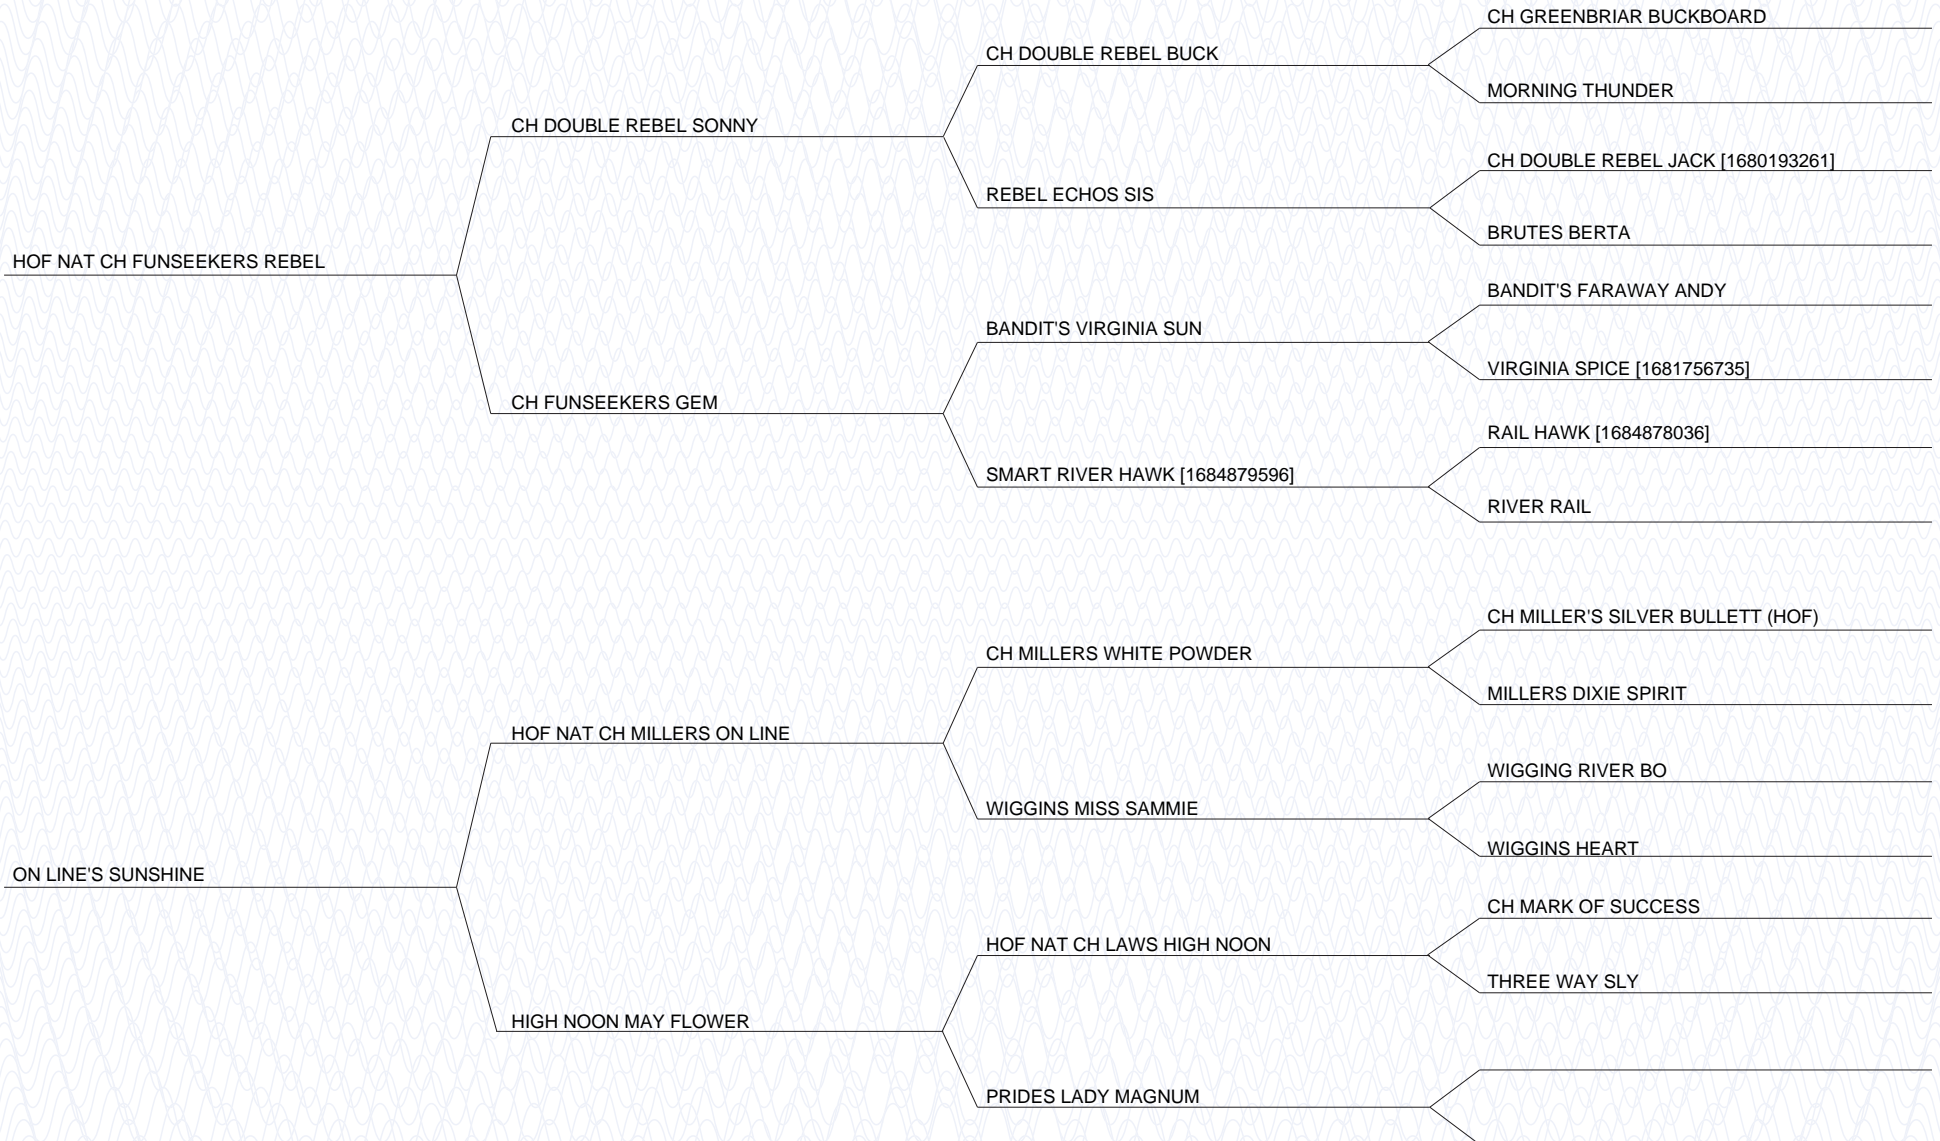 CH GREENBRIAR BUCKBOARD
CH DOUBLE REBEL BUCK
MORNING THUNDER
CH DOUBLE REBEL SONNY
CH DOUBLE REBEL JACK [1680193261]
REBEL ECHOS SIS
BRUTES BERTA
HOF NAT CH FUNSEEKERS REBEL
BANDIT'S FARAWAY ANDY
BANDIT'S VIRGINIA SUN
VIRGINIA SPICE [1681756735]
CH FUNSEEKERS GEM
RAIL HAWK [1684878036]
SMART RIVER HAWK [1684879596]
RIVER RAIL
CH MILLER'S SILVER BULLETT (HOF)
CH MILLERS WHITE POWDER
MILLERS DIXIE SPIRIT
HOF NAT CH MILLERS ON LINE
WIGGING RIVER BO
WIGGINS MISS SAMMIE
WIGGINS HEART
ON LINE'S SUNSHINE
CH MARK OF SUCCESS
HOF NAT CH LAWS HIGH NOON
THREE WAY SLY
HIGH NOON MAY FLOWER
PRIDES LADY MAGNUM